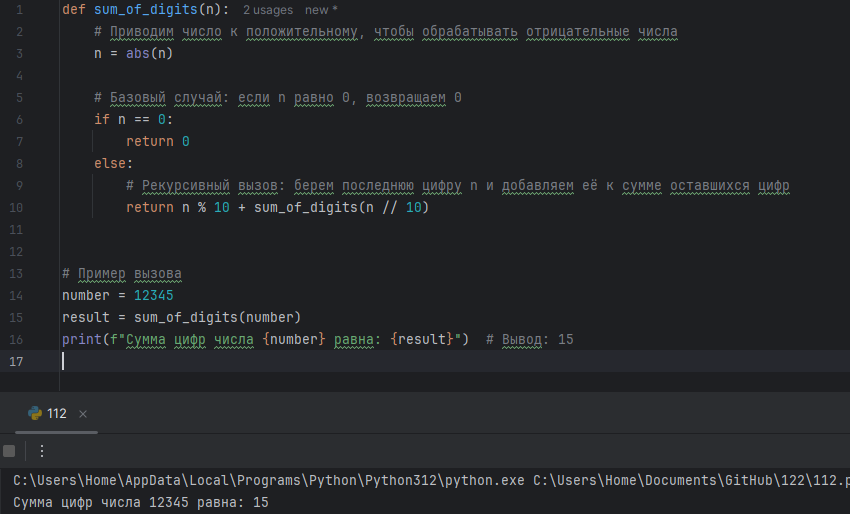 1 def sum_of_digits(n): 2 usages new *
2 # Приводим число к положительному, чтобы обрабатывать отрицательные числа
3 n = abs(n)
4
5 # Базовый случай: если n равно 0, возвращаем 0
6 if n == 0:
7 return 0
8 else:
9 # Рекурсивный вызов: берем последнюю цифру n и добавляем её к сумме оставшихся цифр
10 return n % 10 + sum_of_digits(n // 10)
11
12
13 # Пример вызова
14 number = 12345
15 result = sum_of_digits(number)
16 print(f"Сумма цифр числа {number} равна: {result}") # Вывод: 15
17
112
C:\Users\Home\AppData\Local\Programs\Python\Python312\python.exe C:\Users\Home\Documents\GitHub\122\112.p
Сумма цифр числа 12345 равна: 15